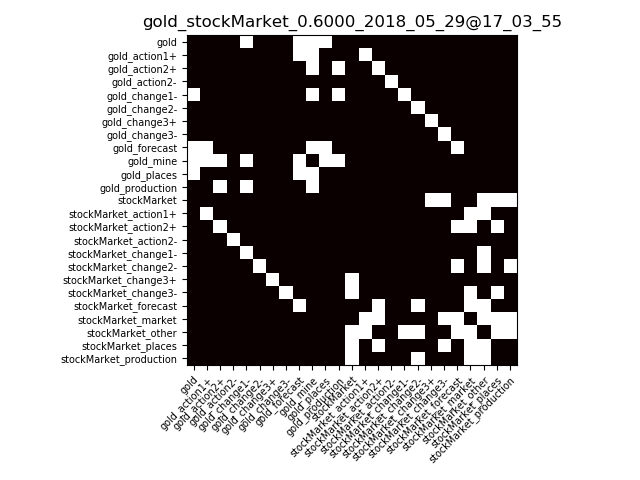 gold_stockMarket_0.6000_2018_05_29@17_03_55
gold
gold_action1+
gold_action2+
gold_action2-
gold_change1-
gold_change2-
gold_change3+
gold_change3-
gold_forecast
gold_mine
gold_places
gold_production
stockMarket
stockMarket_action1+
stockMarket_action2+
stockMarket_action2-
stockMarket_change1-
stockMarket_change2-
stockMarket_change3+
stockMarket_change3-
stockMarket_forecast
stockMarket_market
stockMarket_other
stockMarket_places
stockMarket_production
gold
gold_action1+
gold_action2+
gold_action2-
gold_change1-
gold_change2-
gold_change3+
gold_change3-
gold_forecast
gold_mine
gold_places
gold_production
stockMarket
stockMarket_action1+
stockMarket_action2+
stockMarket_action2-
stockMarket_change1-
stockMarket_change2-
stockMarket_change3+
stockMarket_change3-
stockMarket_forecast
stockMarket_market
stockMarket_other
stockMarket_places
stockMarket_production